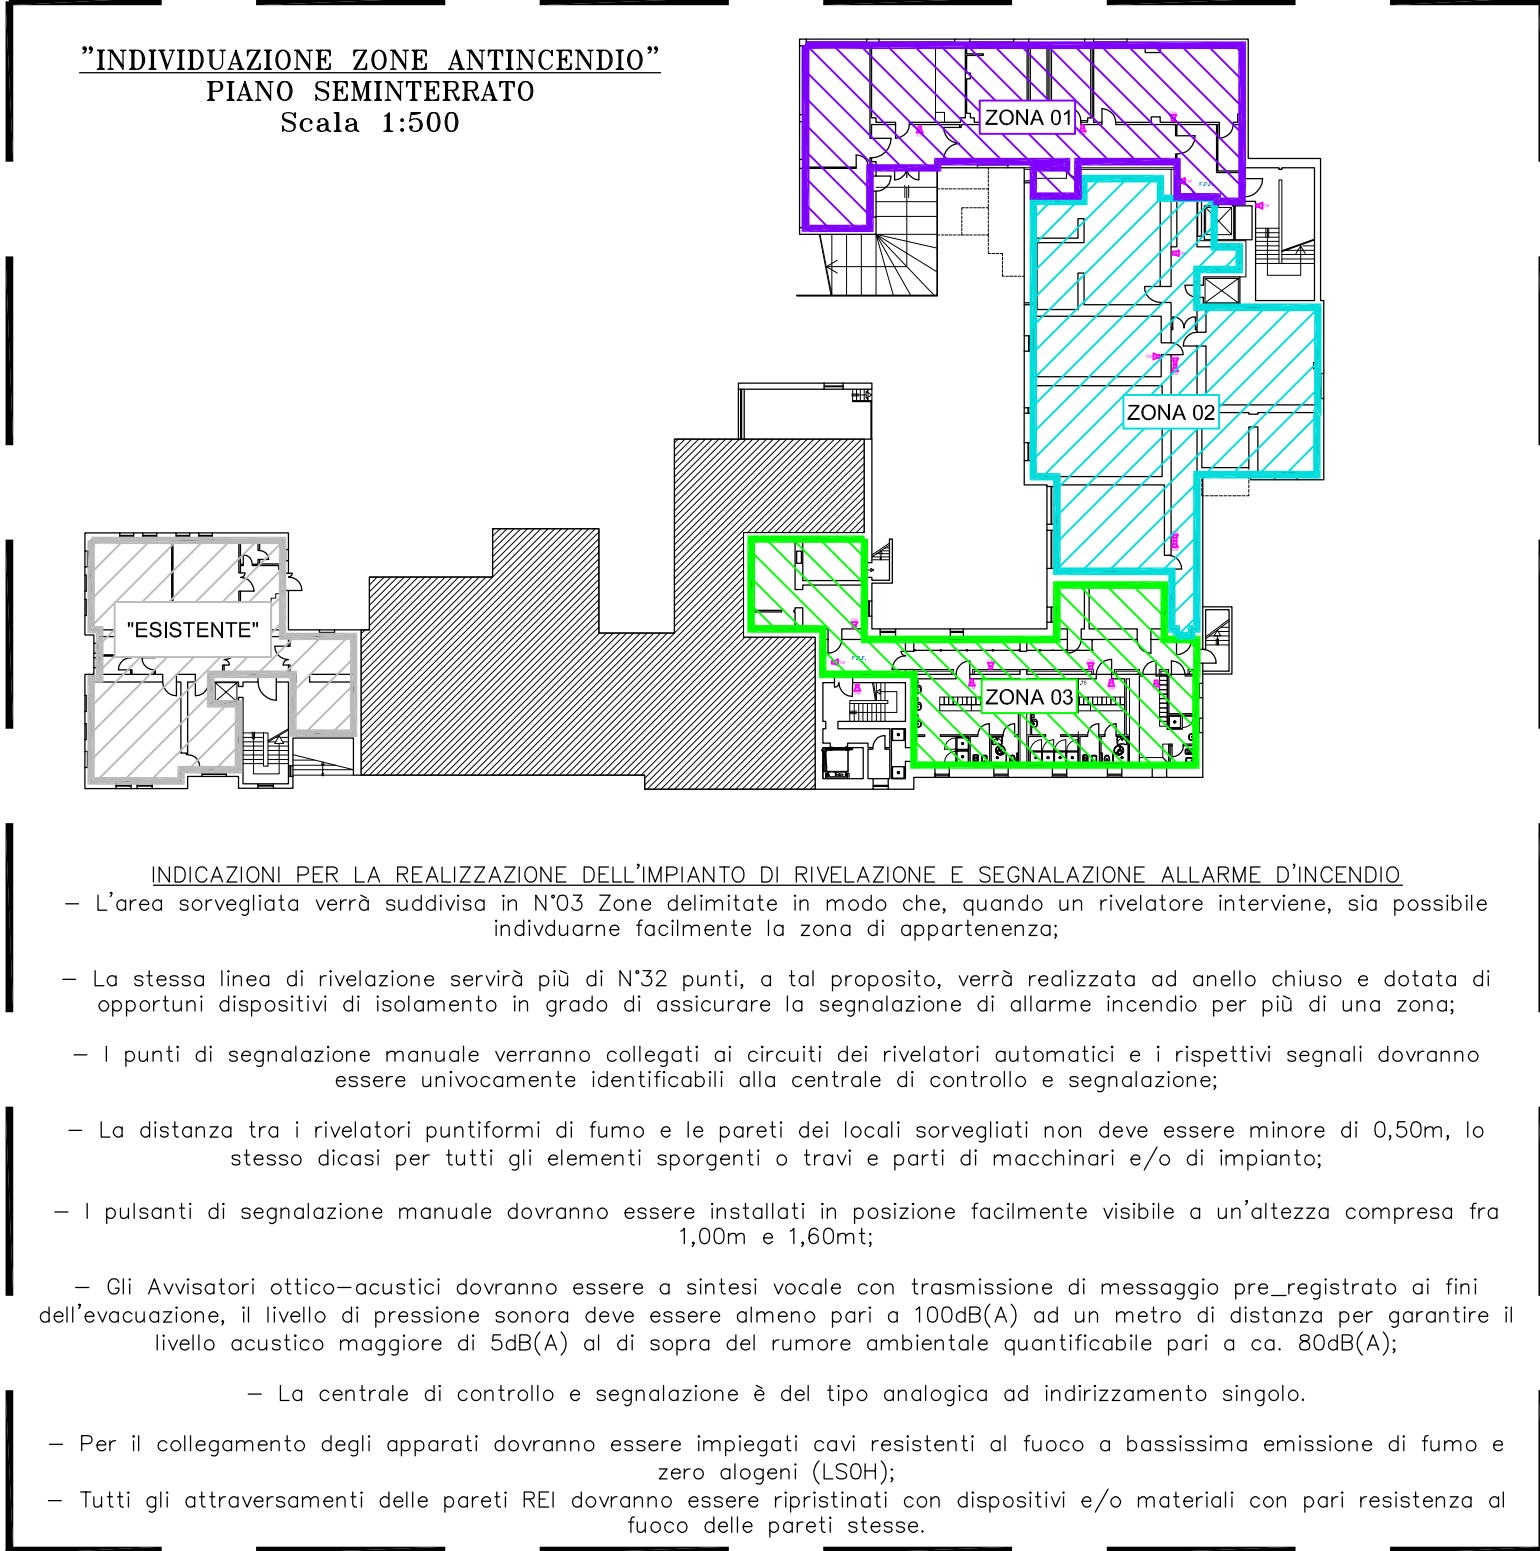 "INDIVIDUAZIONE ZONE ANTINCENDIO"
PIANO SEMINTERRATO
Scala 1:500
ZONA 01
F.P.F.
ZONA 02
ZONA 03
F.P.F.
"ESISTENTE"
INDICAZIONI PER LA REALIZZAZIONE DELL'IMPIANTO DI RIVELAZIONE E SEGNALAZIONE ALLARME D'INCENDIO
– L'area sorvegliata verrà suddivisa in N°03 Zone delimitate in modo che, quando un rivelatore interviene, sia possibile
indivduarne facilmente la zona di appartenenza;
– La stessa linea di rivelazione servirà più di N°32 punti, a tal proposito, verrà realizzata ad anello chiuso e dotata di
opportuni dispositivi di isolamento in grado di assicurare la segnalazione di allarme incendio per più di una zona;
– I punti di segnalazione manuale verranno collegati ai circuiti dei rivelatori automatici e i rispettivi segnali dovranno
essere univocamente identificabili alla centrale di controllo e segnalazione;
– La distanza tra i rivelatori puntiformi di fumo e le pareti dei locali sorvegliati non deve essere minore di 0,50m, lo
stesso dicasi per tutti gli elementi sporgenti o travi e parti di macchinari e/o di impianto;
– I pulsanti di segnalazione manuale dovranno essere installati in posizione facilmente visibile a un'altezza compresa fra
1,00m e 1,60mt;
– Gli Avvisatori ottico–acustici dovranno essere a sintesi vocale con trasmissione di messaggio pre_registrato ai fini
dell'evacuazione, il livello di pressione sonora deve essere almeno pari a 100dB(A) ad un metro di distanza per garantire il
livello acustico maggiore di 5dB(A) al di sopra del rumore ambientale quantificabile pari a ca. 80dB(A);
– La centrale di controllo e segnalazione è del tipo analogica ad indirizzamento singolo.
– Per il collegamento degli apparati dovranno essere impiegati cavi resistenti al fuoco a bassissima emissione di fumo e
zero alogeni (LS0H);
– Tutti gli attraversamenti delle pareti REI dovranno essere ripristinati con dispositivi e/o materiali con pari resistenza al
fuoco delle pareti stesse.